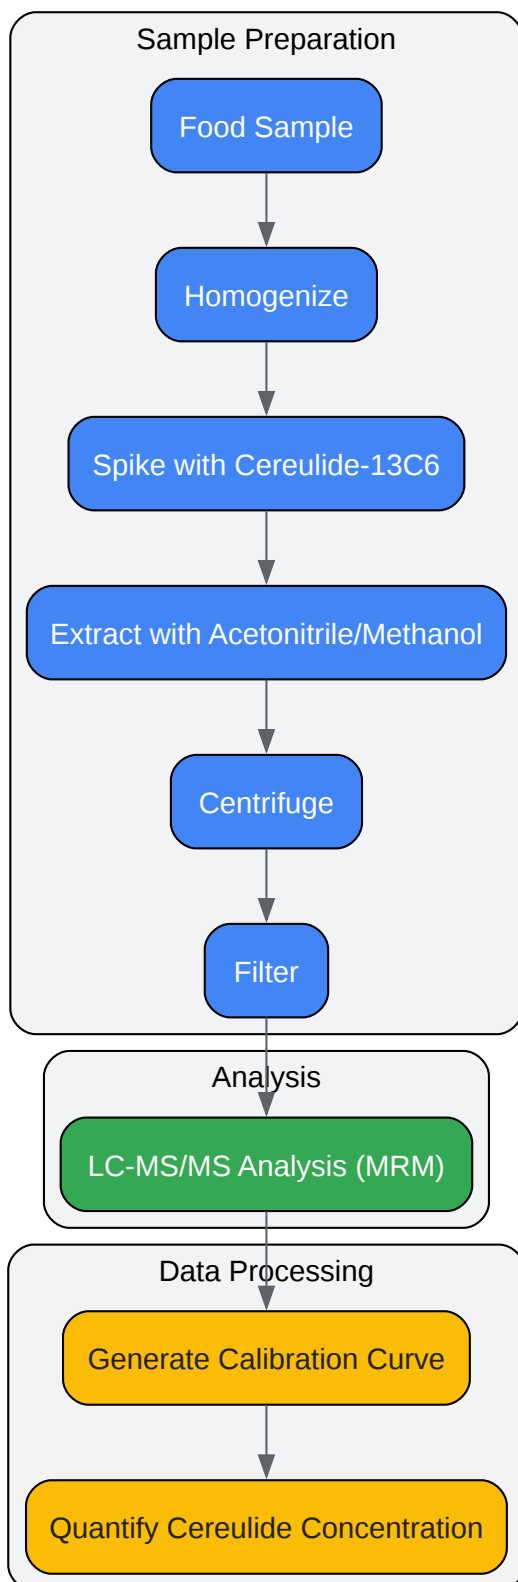 Sample Preparation
Food Sample
Homogenize
Spike with Cereulide-13C6
Extract with Acetonitrile/Methanol
Centrifuge
Filter
Analysis
LC-MS/MS Analysis (MRM)
Data Processing
Generate Calibration Curve
Quantify Cereulide Concentration